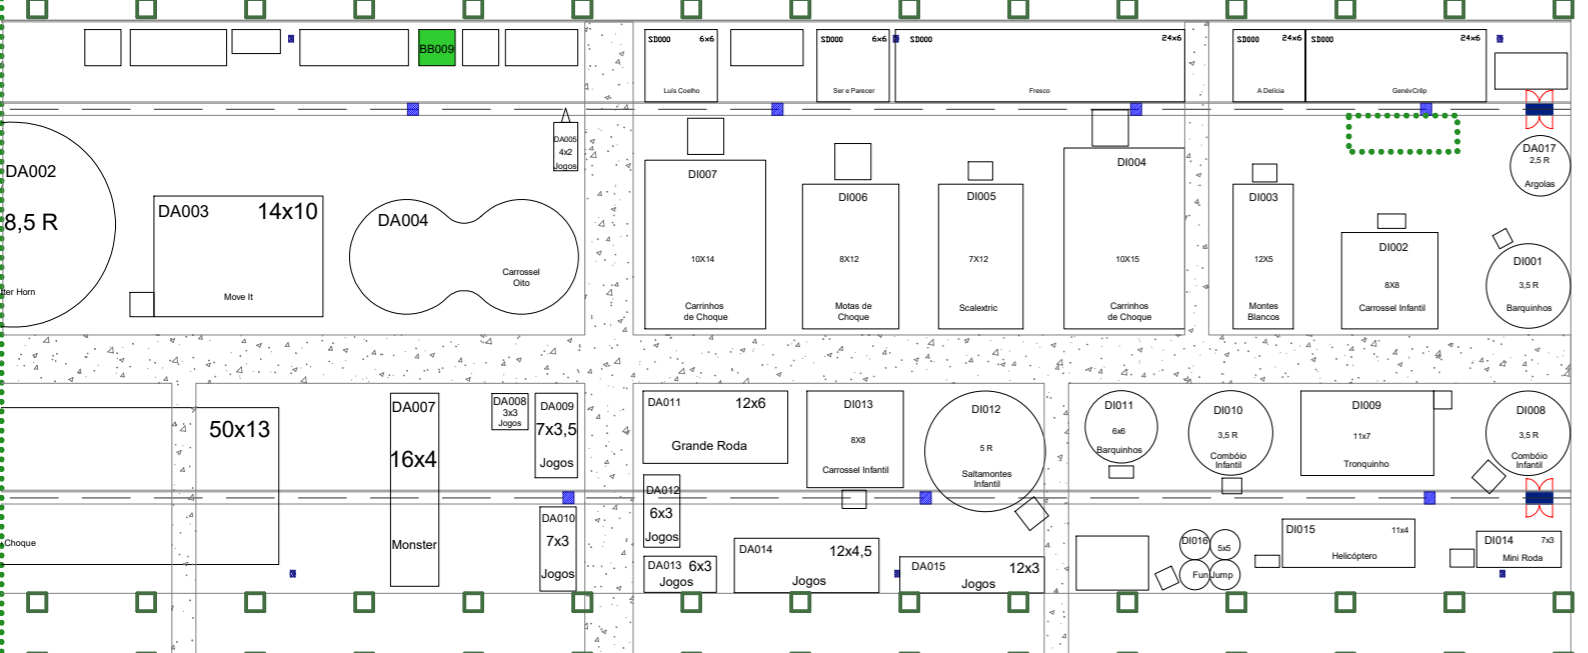 BB009
SD000 6x6
Luís Coelho
SD000 6x6
Ser e Parecer
SD000 24x6
Fresco
SD000 24x6
A Delícia
SD000 24x6
GenévCrêp
DA002
8,5 R
ter Horn
DA003 14x10
Move It
DA004
Carrossel
Oito
DA005
4x2
Jogos
DI007
10X14
Carrinhos
de Choque
DI006
8X12
Motas de
Choque
DI005
7X12
Scalextric
DI004
10X15
Carrinhos
de Choque
DI003
12X5
Montes
Blancos
DI002
8X8
Carrossel Infantil
DA017
2,5 R
Argolas
DI001
3,5 R
Barquinhos
50x13
Choque
DA007
16x4
Monster
DA008
3x3
Jogos
DA009
7x3,5
Jogos
DA010
7x3
Jogos
DA011 12x6
Grande Roda
DA012
6x3
Jogos
DA013 6x3
Jogos
DA014 12x4,5
Jogos
DA015 12x3
Jogos
DI013
8X8
Carrossel Infantil
DI012
5 R
Saltamontes
Infantil
DI011
6x6
Barquinhos
DI010
3,5 R
Combóio
Infantil
DI009
11x7
Tronquinho
DI008
3,5 R
Combóio
Infantil
DI016 5x5
Fun Jump
DI015 11x4
Helicóptero
DI014 7x3
Mini Roda